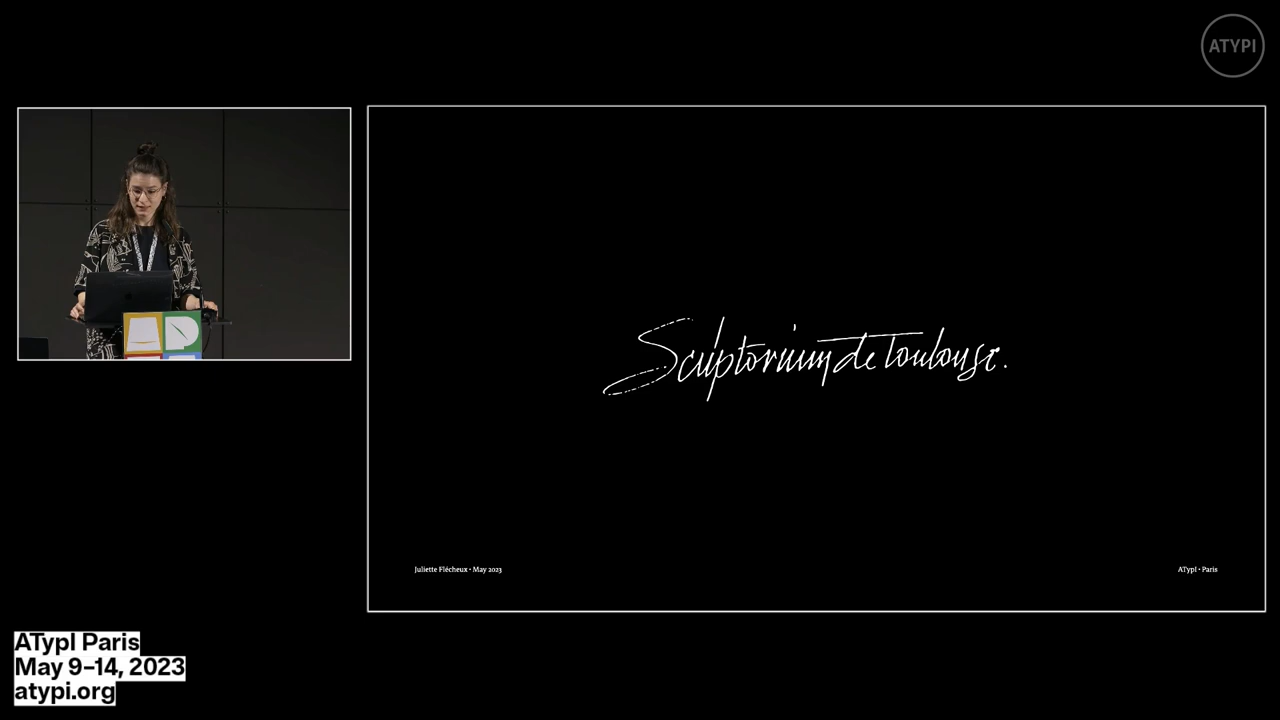 ATYPI
Scriptorium de Toulouse.
Juliette Flécheux • May 2023
ATypI • Paris
ATypI Paris
May 9–14, 2023
atypi.org